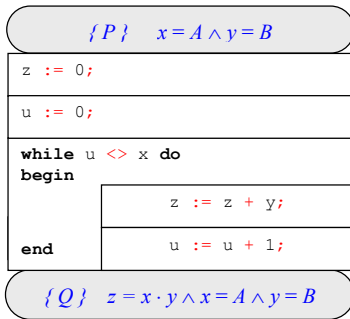 { P } x = A ∧ y = B
z := 0;
u := 0;
while u <> x do
begin
z := z + y;
u := u + 1;
end
{ Q } z = x · y ∧ x = A ∧ y = B